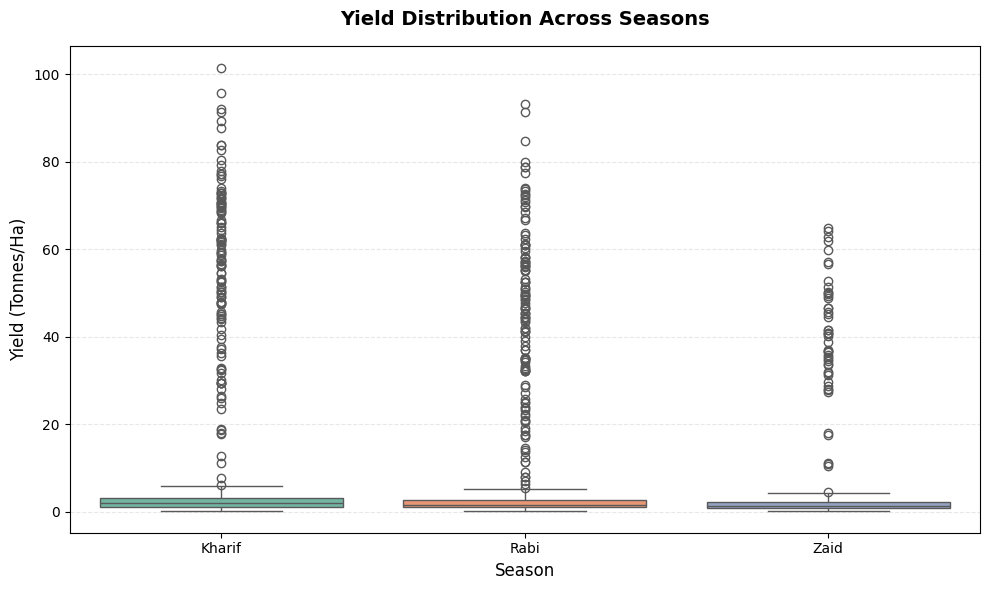 Yield Distribution Across Seasons
Yield (Tonnes/Ha)
100
80
60
40
20
0
Kharif
Rabi
Zaid
Season